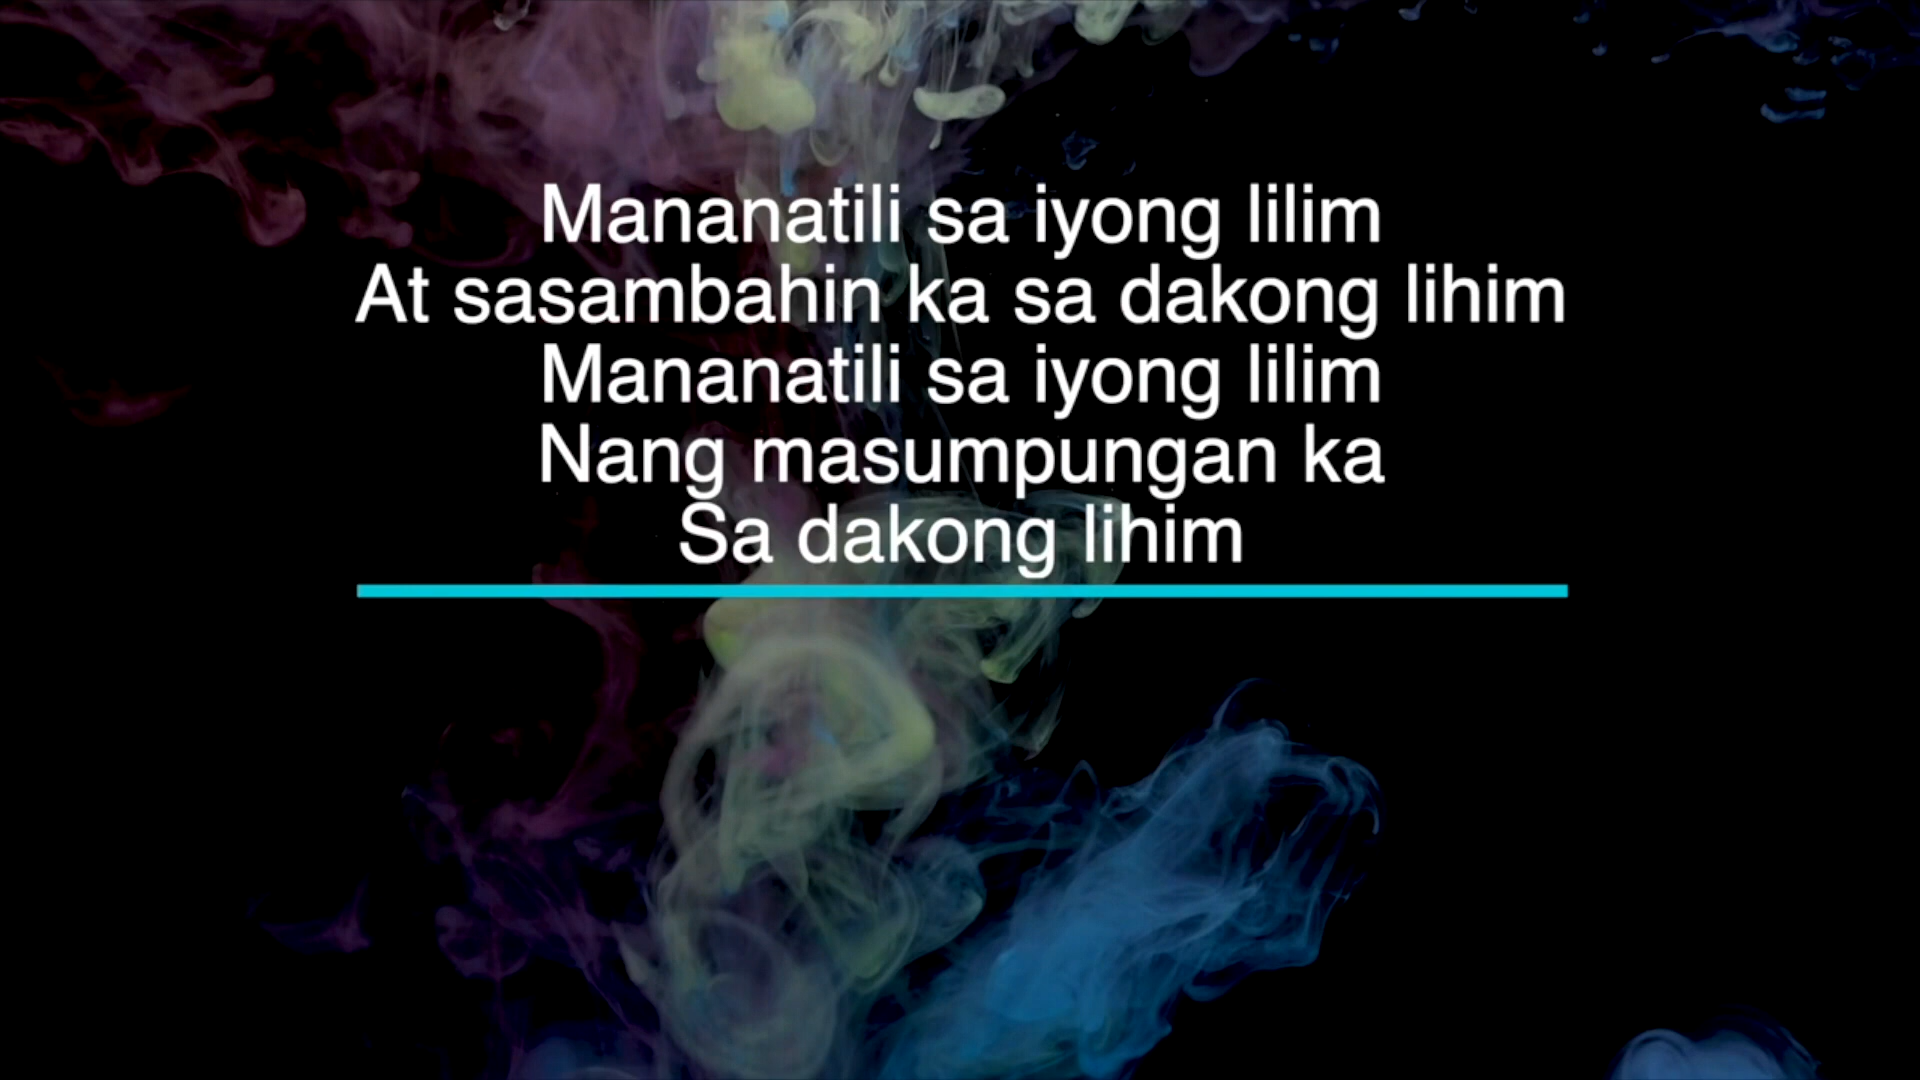 Mananatili sa iyong lilim
At sasambahin ka sa dakong lihim
Mananatili sa iyong lilim
Nang masumpungan ka
Sa dakong lihim